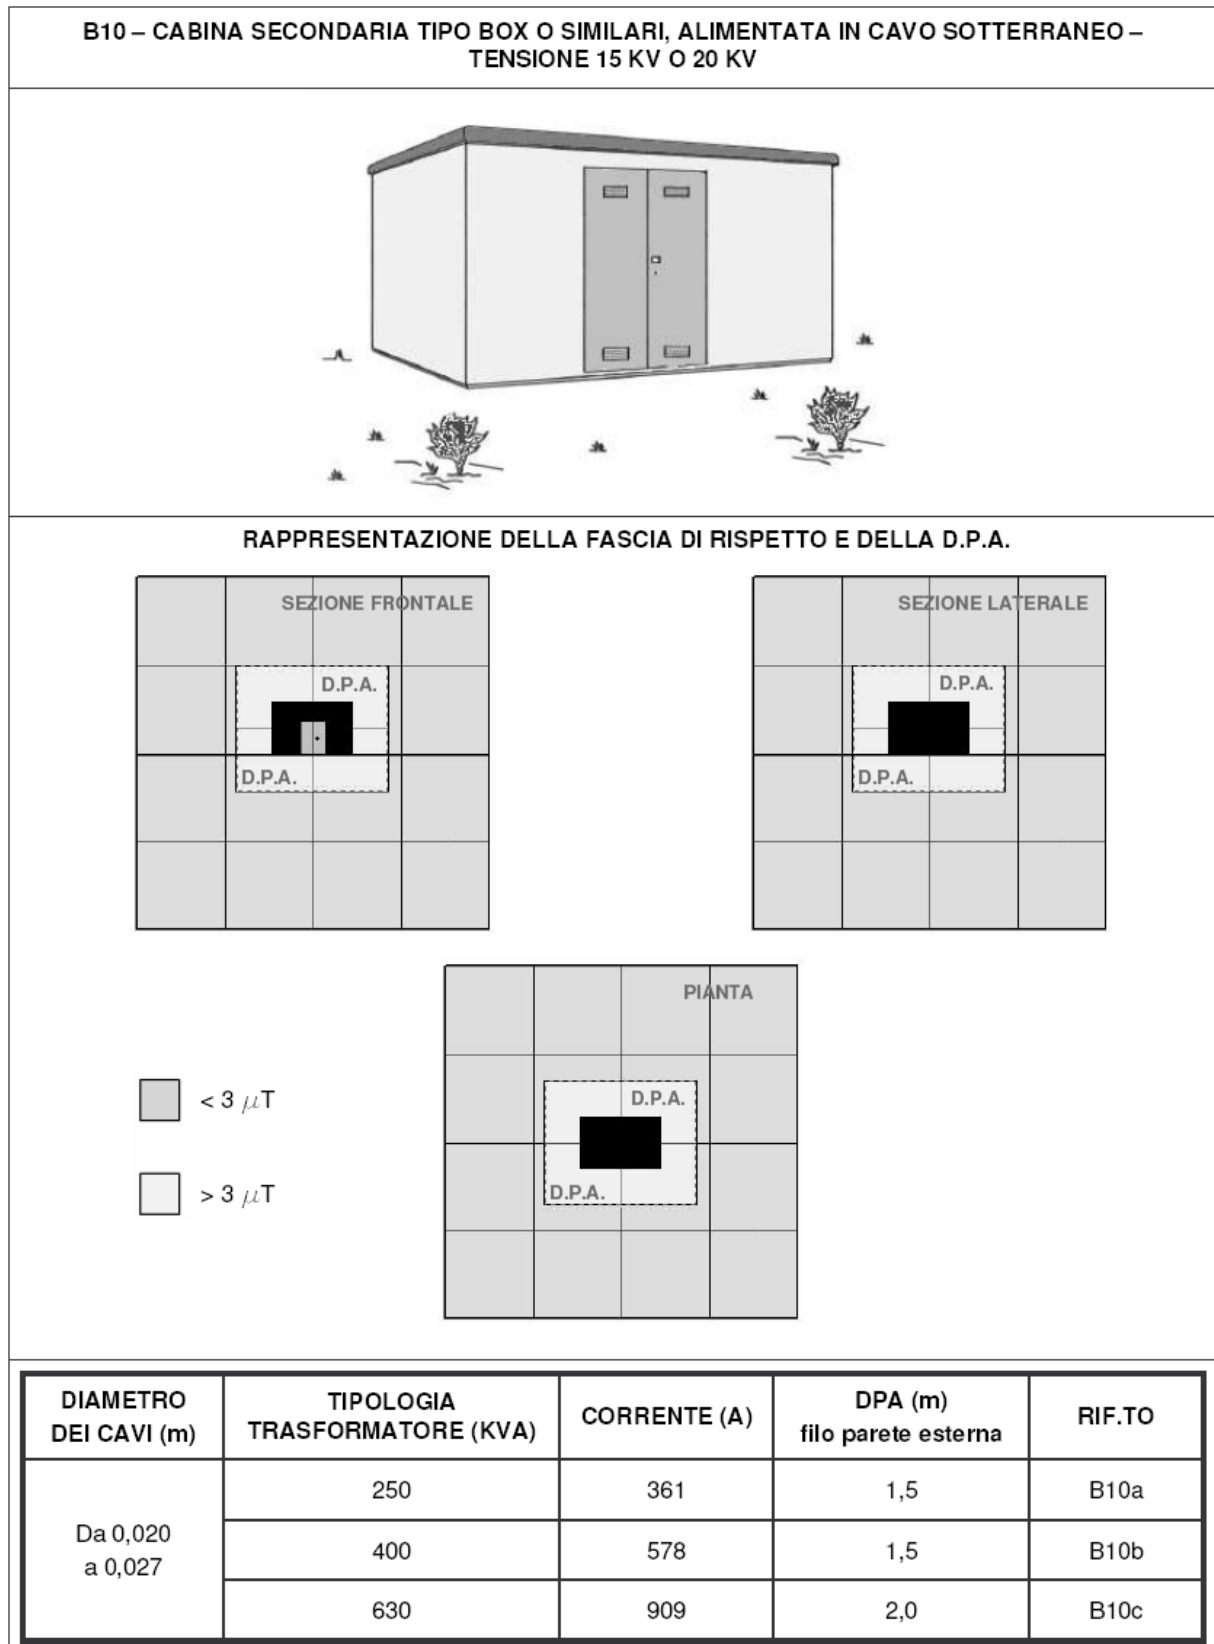 B10 – CABINA SECONDARIA TIPO BOX O SIMILARI, ALIMENTATA IN CAVO SOTTERRANEO –
TENSIONE 15 KV O 20 KV
RAPPRESENTAZIONE DELLA FASCIA DI RISPETTO E DELLA D.P.A.
SEZIONE FRONTALE
D.P.A.
D.P.A.
SEZIONE LATERALE
D.P.A.
D.P.A.
PIANTA
D.P.A.
D.P.A.
< 3 µT
> 3 µT
DIAMETRO
DEI CAVI (m)
TIPOLOGIA
TRASFORMATORE (KVA)
CORRENTE (A)
DPA (m)
filo parete esterna
RIF.TO
Da 0,020
a 0,027
250 361 1,5 B10a
400 578 1,5 B10b
630 909 2,0 B10c